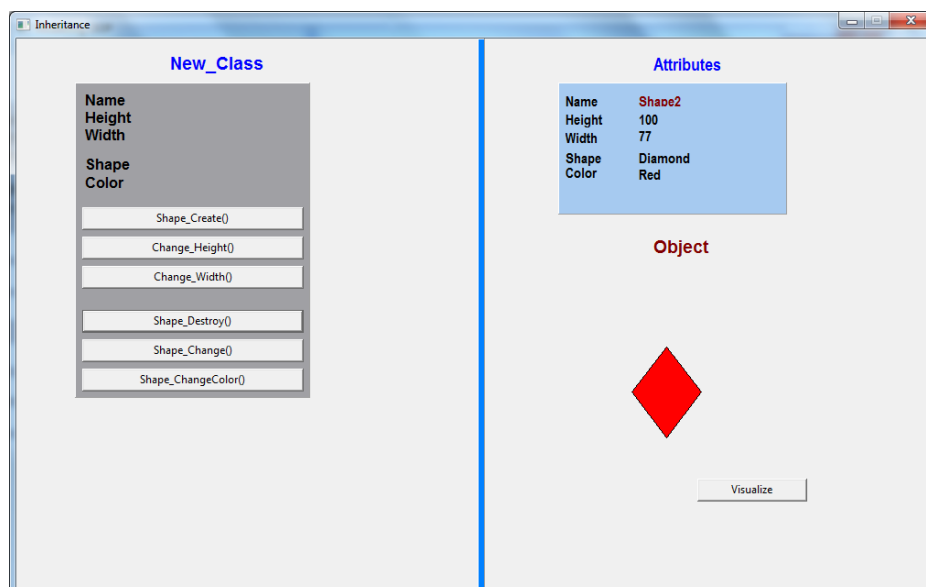 Inheritance
New_Class
Name
Height
Width
Shape
Color
Shape_Create()
Change_Height()
Change_Width()
Shape_Destroy()
Shape_Change()
Shape_ChangeColor()
Attributes
Name Shape2
Height 100
Width 77
Shape Diamond
Color Red
Object
Visualize